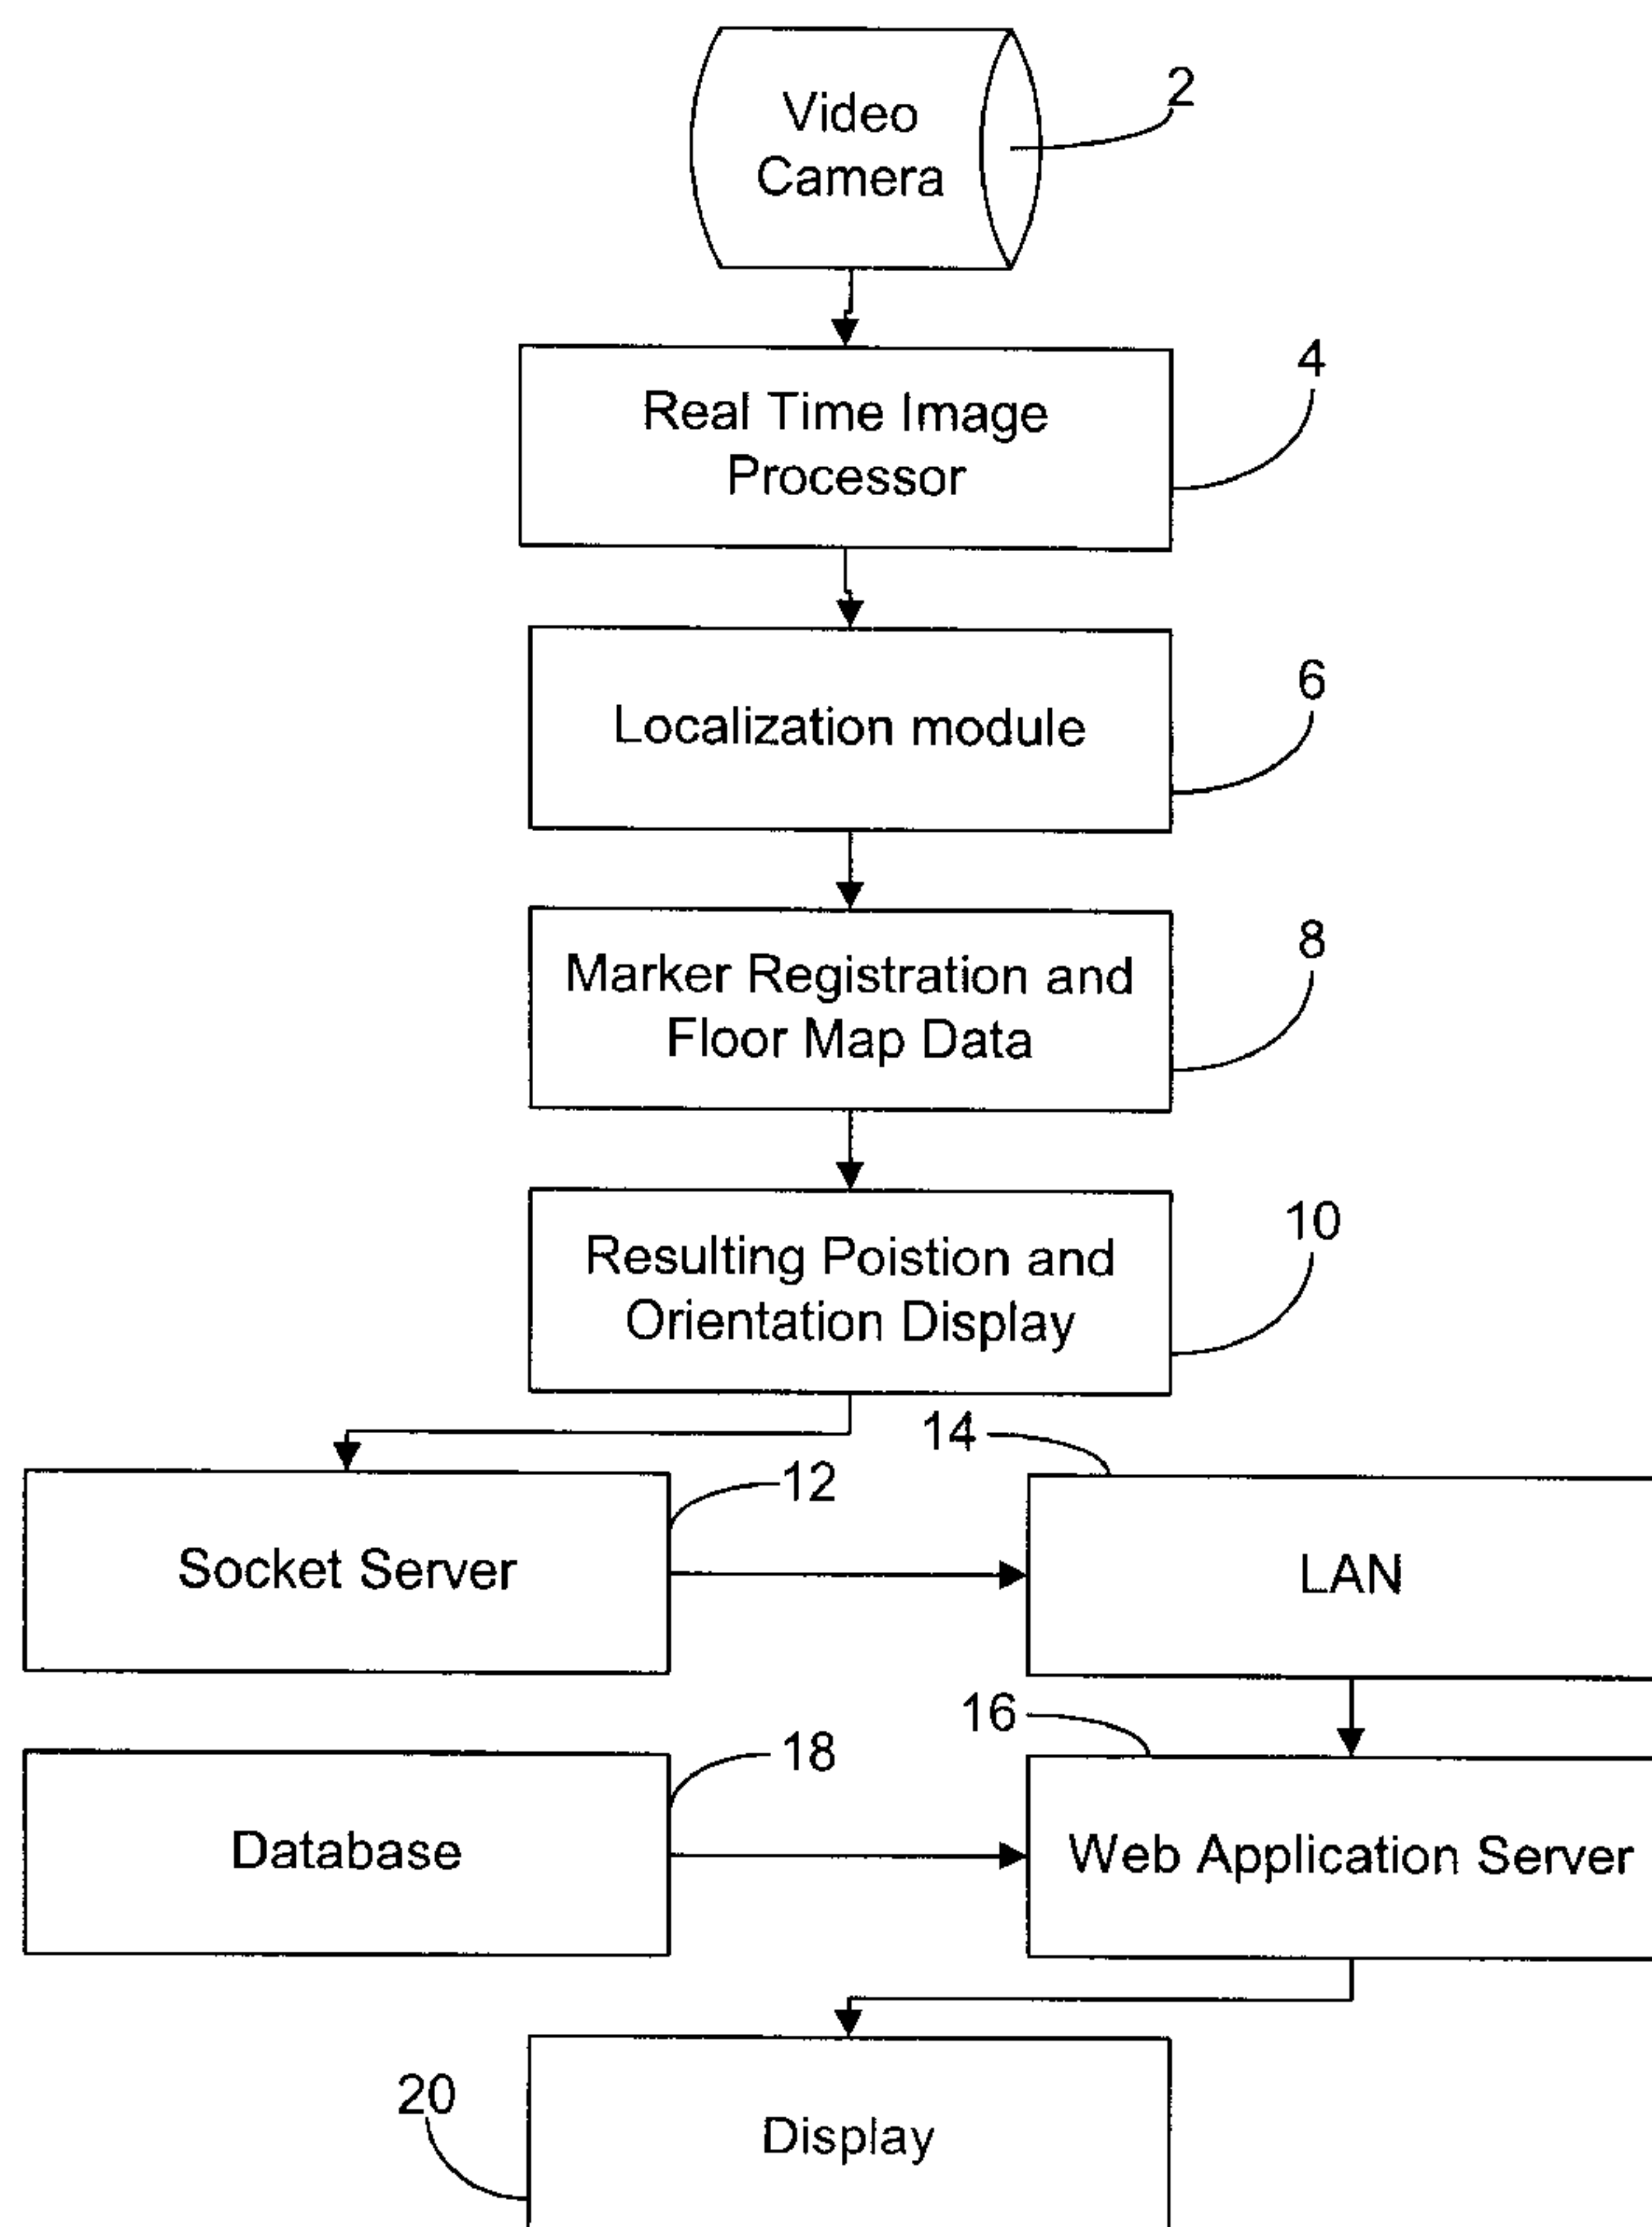 Video
Camera
2
Real Time Image
Processor
4
Localization module
6
Marker Registration and
Floor Map Data
8
Resulting Poistion and
Orientation Display
10
14
12
Socket Server
LAN
16
18
Database
Web Application Server
20
Display